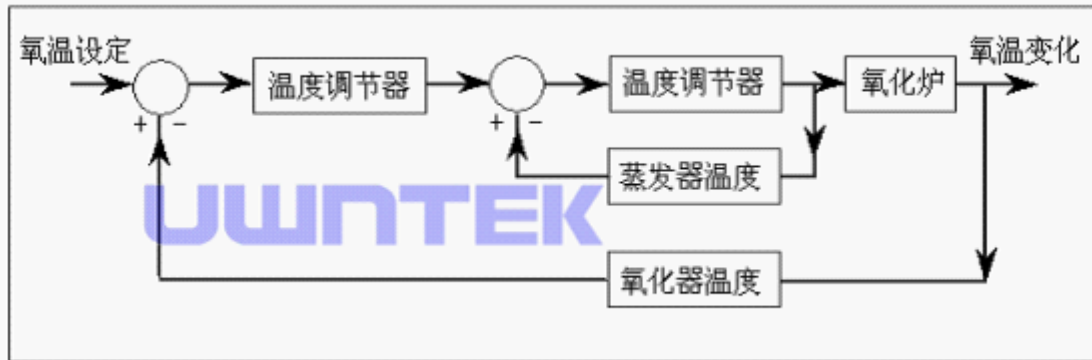 氧温设定
氧温变化
温度调节器
温度调节器
氧化炉
+ -
+ -
蒸发器温度
UWNTEK
氧化器温度